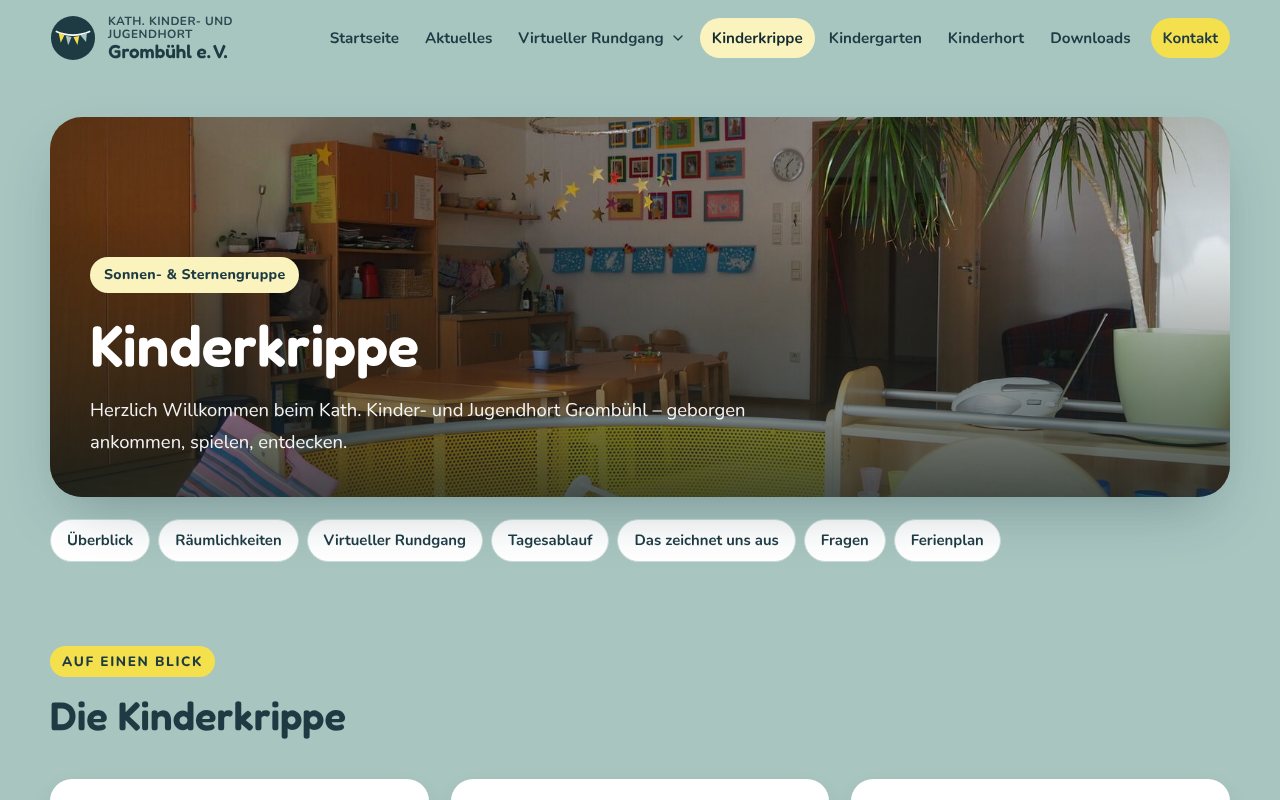 KATH. KINDER- UND
JUGENDHORT
Grombühl e.V.
Startseite
Aktuelles
Virtueller Rundgang
Kinderkrippe
Kindergarten
Kinderhort
Downloads
Kontakt
Sonnen- & Sternengruppe
Kinderkrippe
Herzlich Willkommen beim Kath. Kinder- und Jugendhort Grombühl – geborgen
ankommen, spielen, entdecken.
Überblick
Räumlichkeiten
Virtueller Rundgang
Tagesablauf
Das zeichnet uns aus
Fragen
Ferienplan
AUF EINEN BLICK
Die Kinderkrippe